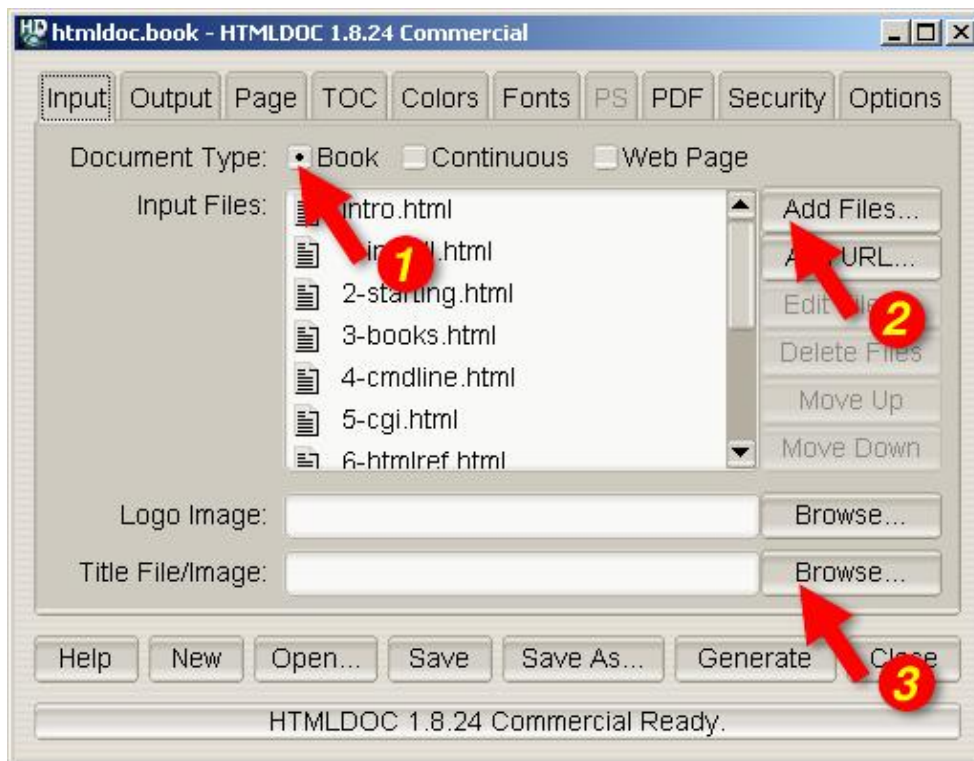 htmldoc.book - HTMLDOC 1.8.24 Commercial
Input Output Page TOC Colors Fonts PS PDF Security Options
Document Type: Book Continuous Web Page
Input Files:
intro.html
2-starting.html
3-books.html
4-cmdline.html
5-cgi.html
6-htmlref.html
Add Files...
URL...
Edit
Delete Files
Move Up
Move Down
1
2
Logo Image: Browse...
Title File/Image: Browse...
3
Help New Open... Save Save As... Generate Close
HTMLDOC 1.8.24 Commercial Ready.